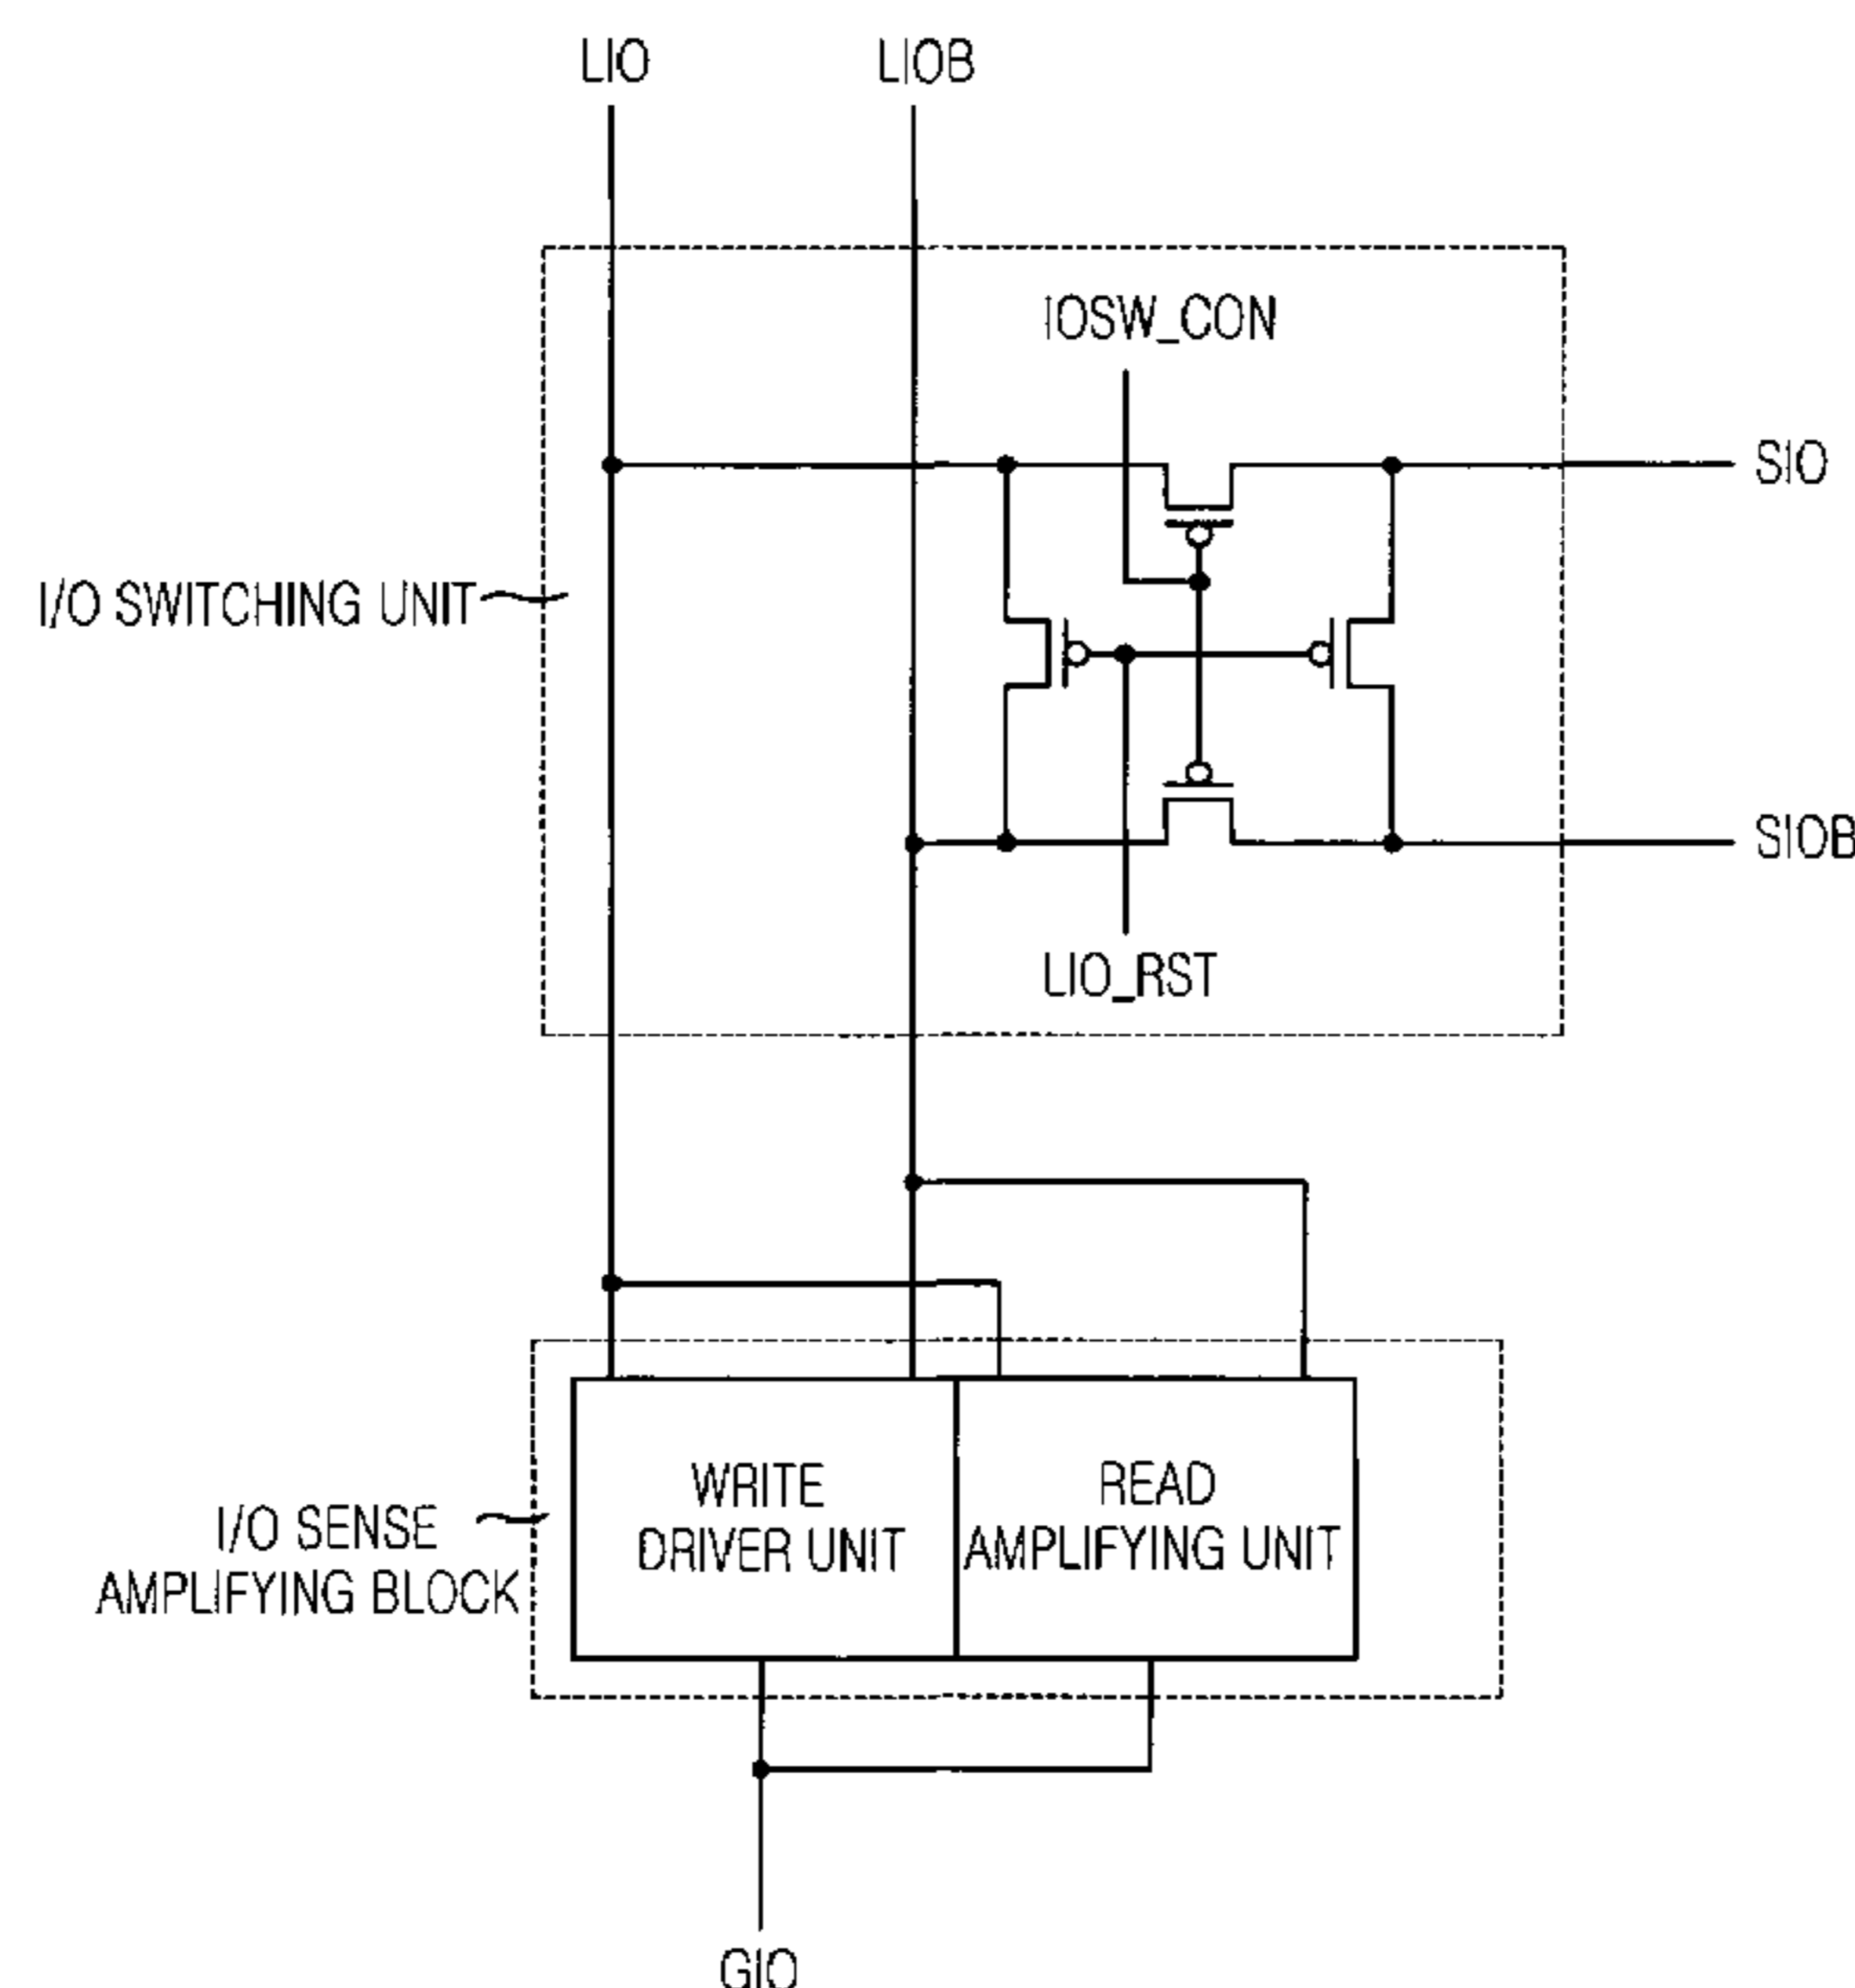 LIO
LIOB
IOSW_CON
SIO
I/O SWITCHING UNIT
SIOB
LIO_RST
WRITE
DRIVER UNIT
READ
AMPLIFYING UNIT
I/O SENSE
AMPLIFYING BLOCK
GIO